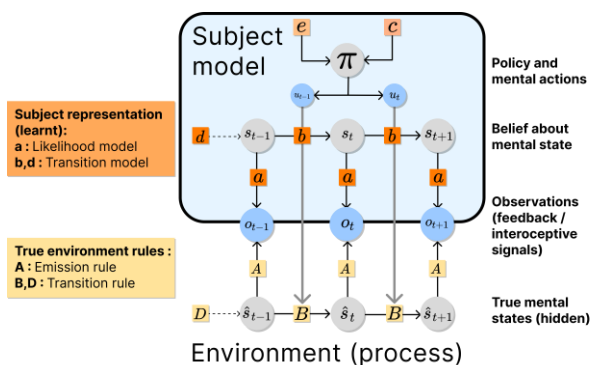 Subject
model
e
c
π
u_{t-1}
u_t
Policy and
mental actions
Subject representation
(learnt):
a : Likelihood model
b,d : Transition model
d
s_{t-1}
b
s_t
b
s_{t+1}
Belief about
mental state
a
a
a
o_{t-1}
o_t
o_{t+1}
Observations
(feedback /
interoceptive
signals)
True environment rules :
A : Emission rule
B,D : Transition rule
A
A
A
D
ŝ_{t-1}
B
ŝ_t
B
ŝ_{t+1}
True mental
states (hidden)
Environment (process)